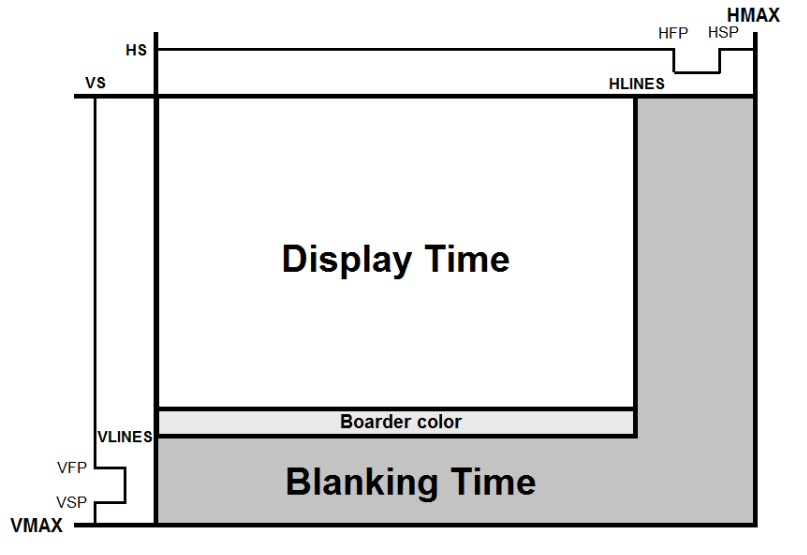 HMAX
HFP HSP
HS
VS
HLINES
Display Time
Boarder color
VLINES
VFP
Blanking Time
VSP
VMAX